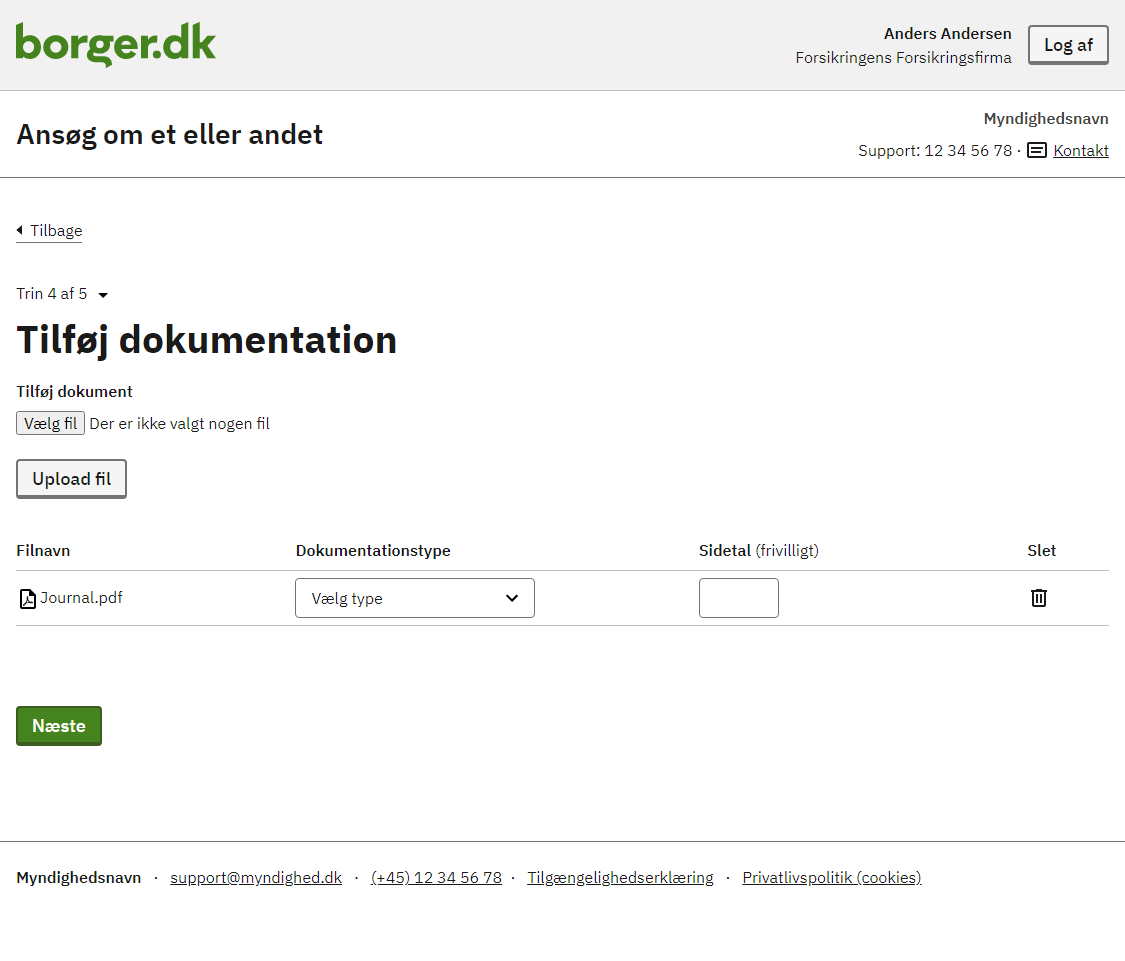 borger.dk
Anders Andersen
Forsikringens Forsikringsfirma
Log af
Ansøg om et eller andet
Myndighedsnavn
Support: 12 34 56 78 · Kontakt
Tilbage
Trin 4 af 5
Tilføj dokumentation
Tilføj dokument
Vælg fil Der er ikke valgt nogen fil
Upload fil
Filnavn Dokumentationstype Sidetal (frivilligt) Slet
Journal.pdf Vælg type
Næste
Myndighedsnavn · support@myndighed.dk · (+45) 12 34 56 78 · Tilgængelighedserklæring · Privatlivspolitik (cookies)